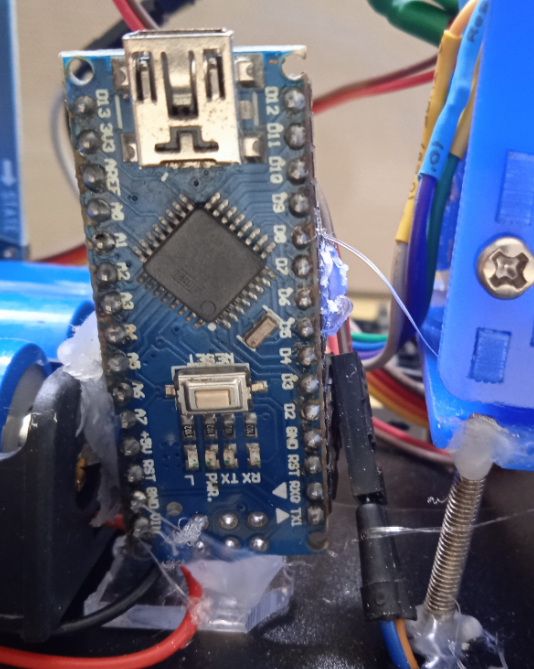 D13
3V3
AREF
A0
A1
A2
A3
A4
A5
A6
A7
+5V
RST
GND
D12
D11
D10
D9
D8
D7
D6
D5
D4
D3
D2
GND
RST
RX0
TX1
RESET
RX TX PWR L
START